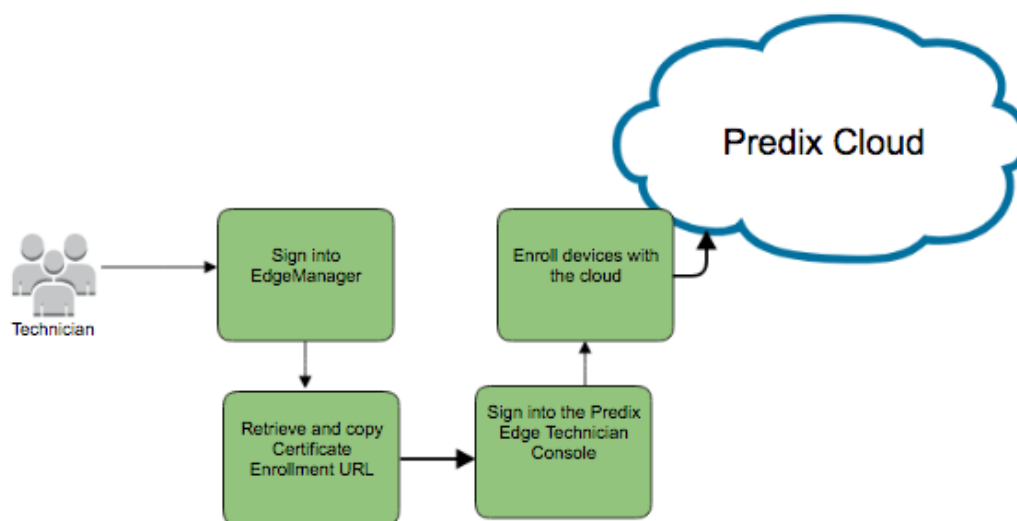 Predix Cloud
Technician
Sign into
EdgeManager
Retrieve and copy
Certificate
Enrollment URL
Sign into the Predix
Edge Technician
Console
Enroll devices with
the cloud